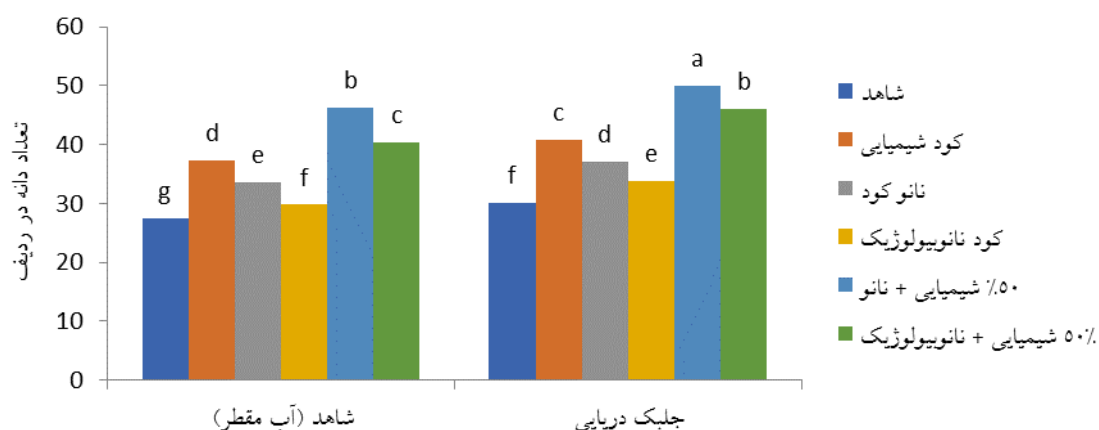 تعداد دانه در ردیف
60
50
40
30
20
10
0
g
d
e
f
b
c
f
c
d
e
a
b
شاهد (آب مقطر)
جلبک دریایی
شاهد
کود شیمیایی
نانو کود
کود نانوبیولوژیک
۵۰٪ شیمیایی + نانو
۵۰٪ شیمیایی + نانوبیولوژیک